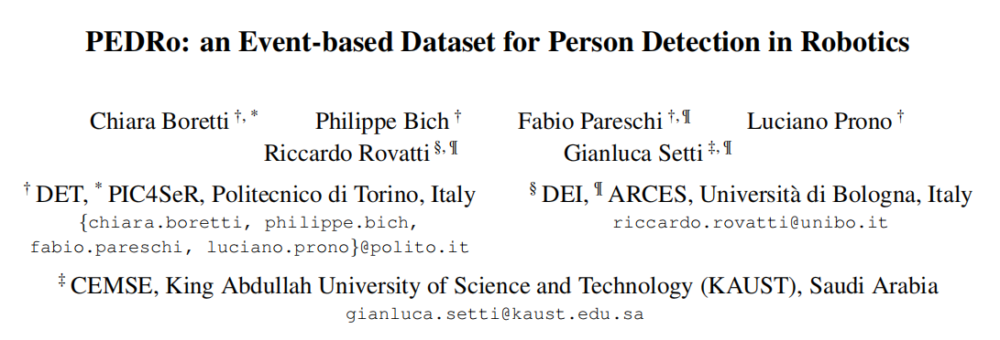 PEDRo: an Event-based Dataset for Person Detection in Robotics
Chiara Boretti †, * Philippe Bich † Fabio Pareschi †, ¶ Luciano Prono †
Riccardo Rovatti §, ¶ Gianluca Setti ‡, ¶
† DET, * PIC4SeR, Politecnico di Torino, Italy
{chiara.boretti, philippe.bich,
fabio.pareschi, luciano.prono}@polito.it
§ DEI, ¶ ARCES, Università di Bologna, Italy
riccardo.rovatti@unibo.it
‡ CEMSE, King Abdullah University of Science and Technology (KAUST), Saudi Arabia
gianluca.setti@kaust.edu.sa